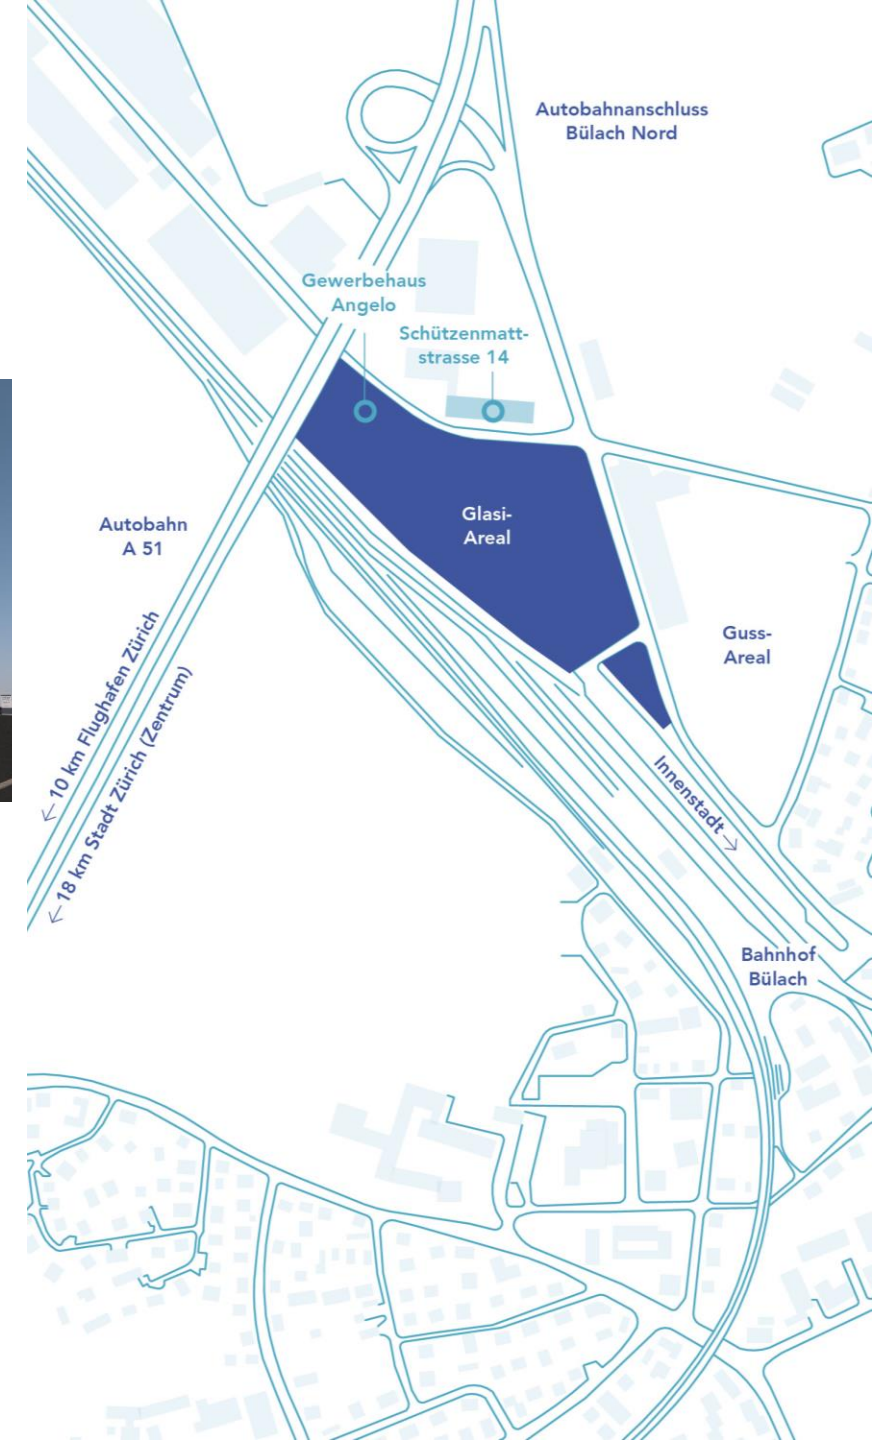 Autobahnanschluss
Bülach Nord
Gewerbehaus
Angelo
Schützenmatt-
strasse 14
Glasi-
Areal
Autobahn
A 51
Guss-
Areal
← 10 km Flughafen Zürich
← 18 km Stadt Zürich (Zentrum)
Innenstadt →
Bahnhof
Bülach